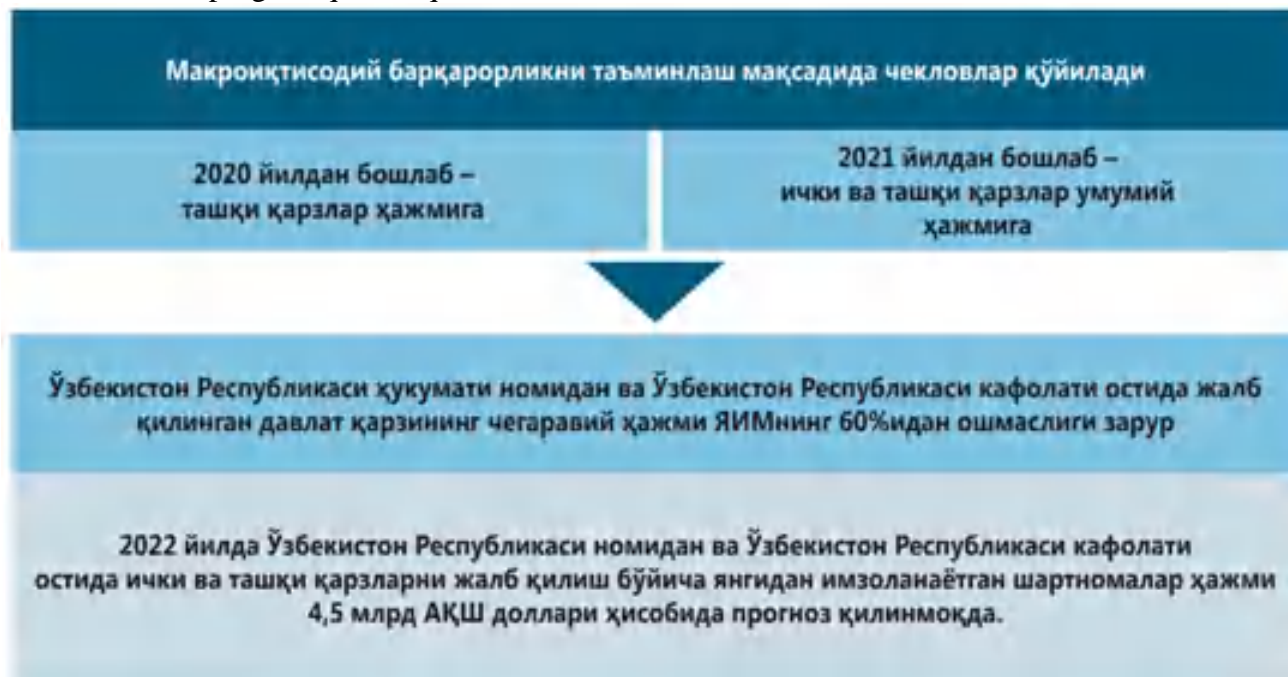 Макроиқтисодий барқарорликни таъминлаш мақсадида чекловлар қўйилади
2020 йилдан бошлаб –
ташқи қарзлар ҳажмига
2021 йилдан бошлаб –
ички ва ташқи қарзлар умумий
ҳажмига
Ўзбекистон Республикаси ҳукумати номидан ва Ўзбекистон Республикаси кафолати остида жалб
қилинган давлат қарзининг чегаравий ҳажми ЯИМнинг 60%идан ошмаслиги зарур
2022 йилда Ўзбекистон Республикаси номидан ва Ўзбекистон Республикаси кафолати
остида ички ва ташқи қарзларни жалб қилиш бўйича янгидан имзоланаётган шартномалар ҳажми
4,5 млрд АҚШ доллари ҳисобида прогноз қилинмоқда.